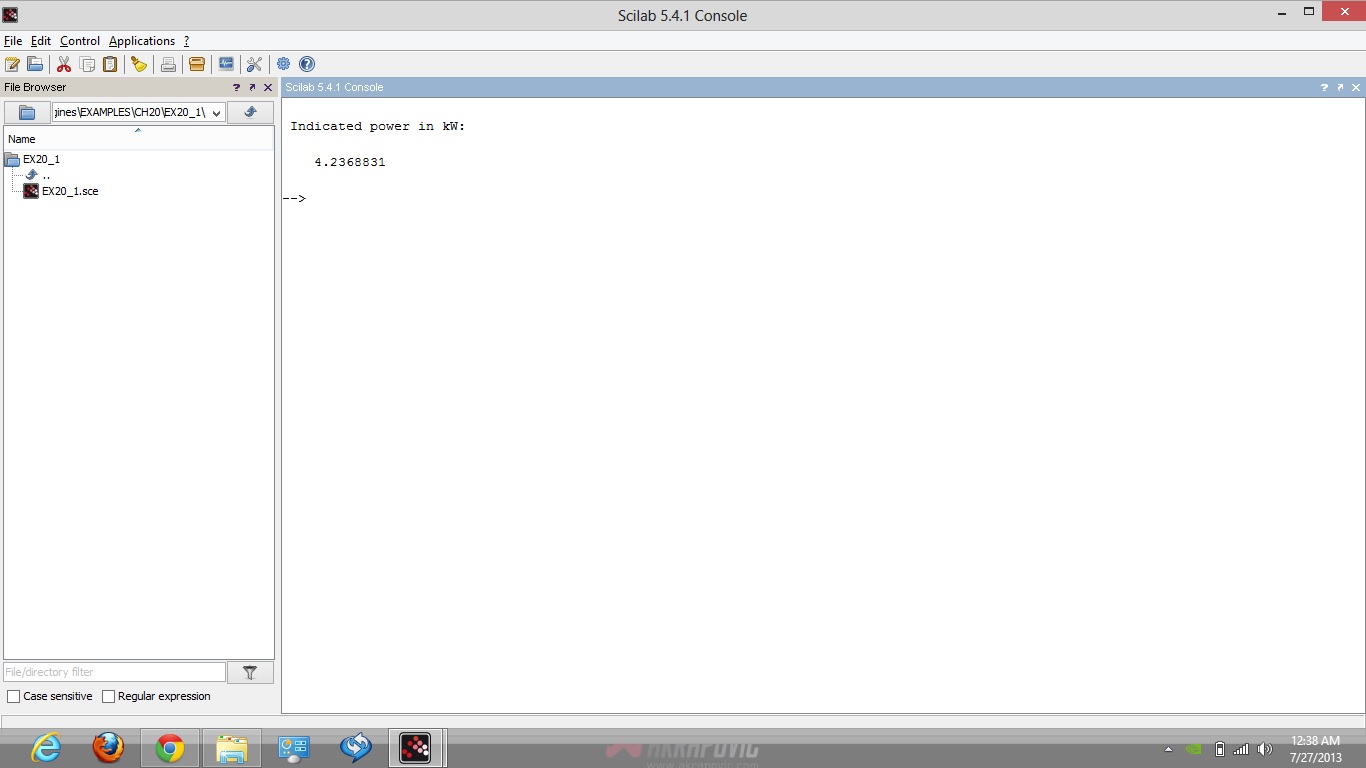 Scilab 5.4.1 Console
File Edit Control Applications ?
File Browser ? 
Scilab 5.4.1 Console ?
jines\EXAMPLES\CH20\EX20_1\
Name
EX20_1
..
EX20_1.sce
Indicated power in kW:
4.2368831
-->
File/directory filter
Case sensitive Regular expression
AKRAPOVIC
www.akrapovic.com
12:38 AM
7/27/2013